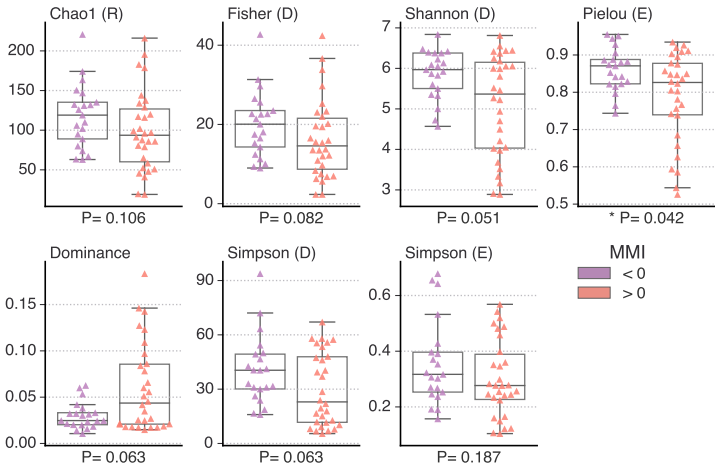 Chao1 (R)
200
150
100
50
P= 0.106
Fisher (D)
40
20
0
P= 0.082
Shannon (D)
7
6
5
4
3
P= 0.051
Pielou (E)
0.9
0.8
0.7
0.6
0.5
* P= 0.042
Dominance
0.15
0.10
0.05
0.00
P= 0.063
Simpson (D)
90
60
30
0
P= 0.063
Simpson (E)
0.6
0.4
0.2
P= 0.187
MMI
< 0
> 0